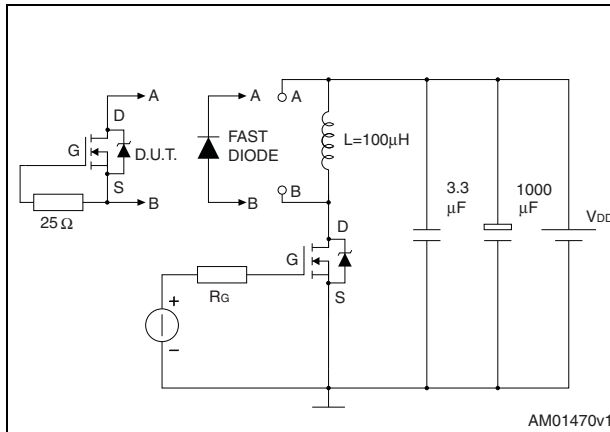 A
D
G
D.U.T.
S
B
25 Ω
A
FAST
DIODE
B
A
L=100µH
B
D
G
S
RG
+
–
3.3
µF
1000
µF
VDD
AM01470v1